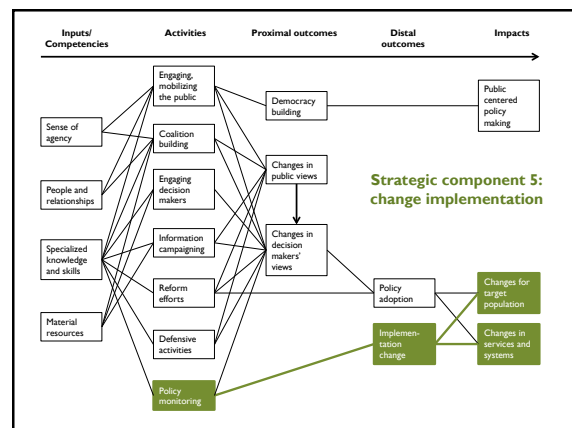 Inputs/
Competencies
Activities
Proximal outcomes
Distal
outcomes
Impacts
Sense of
agency
People and
relationships
Specialized
knowledge
and skills
Material
resources
Engaging,
mobilizing
the public
Coalition
building
Engaging
decision
makers
Information
campaigning
Reform
efforts
Defensive
activities
Policy
monitoring
Democracy
building
Changes in
public views
Changes in
decision
makers'
views
Policy
adoption
Implemen-
tation
change
Public
centered
policy
making
Strategic component 5:
change implementation
Changes for
target
population
Changes in
services and
systems